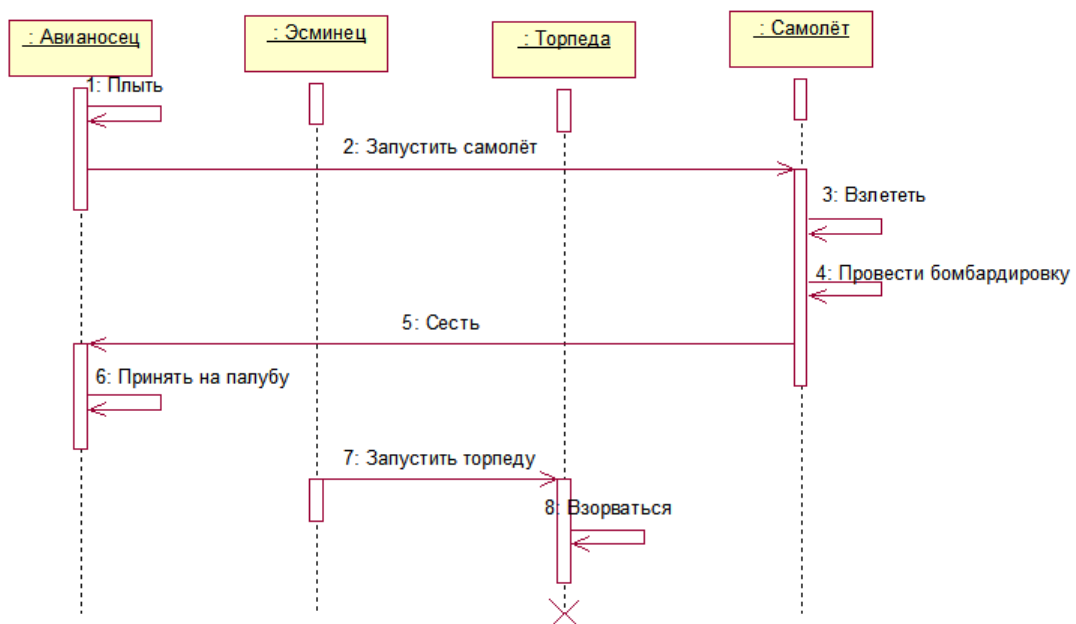 : Авианосец
: Эсминец
: Торпеда
: Самолёт
1: Плыть
2: Запустить самолёт
3: Взлететь
4: Провести бомбардировку
5: Сесть
6: Принять на палубу
7: Запустить торпеду
8: Взорваться